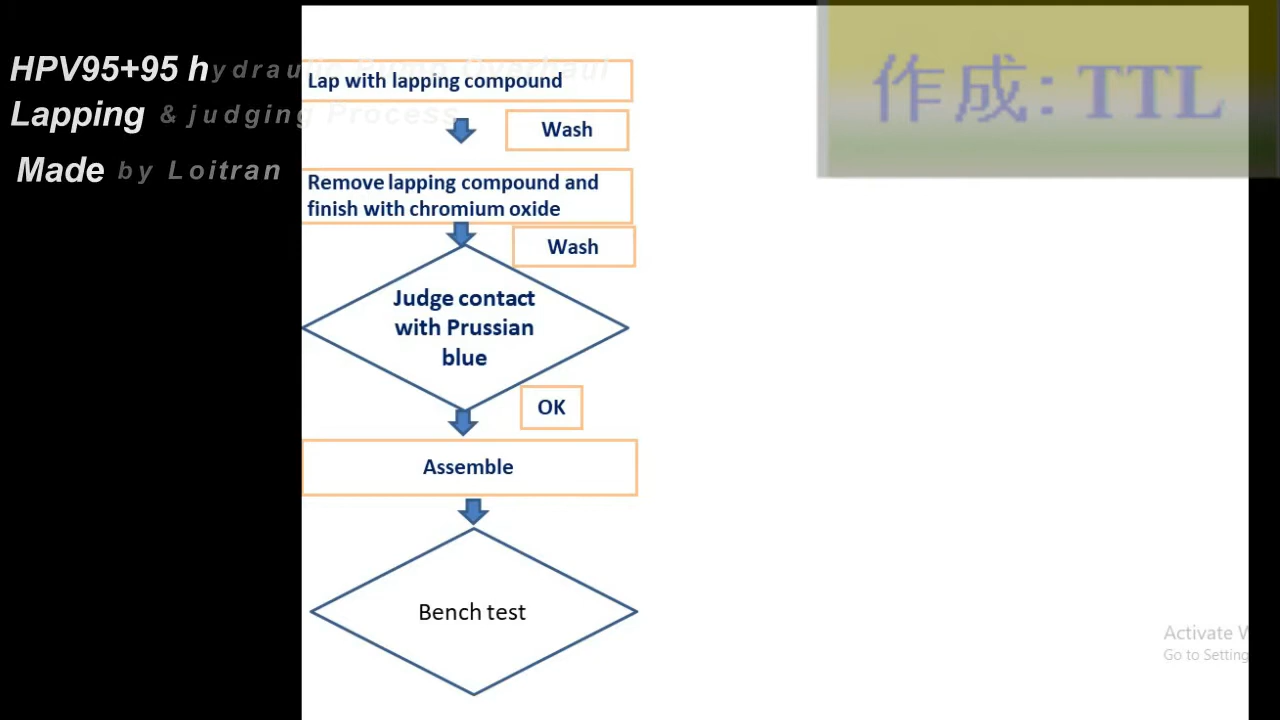 HPV95+95 hydraulic Pump Overhaul
Lapping & judging Process
Made by Loitran
作成: TTL
Lap with lapping compound
Wash
Remove lapping compound and
finish with chromium oxide
Wash
Judge contact
with Prussian
blue
OK
Assemble
Bench test
Activate W
Go to Setting